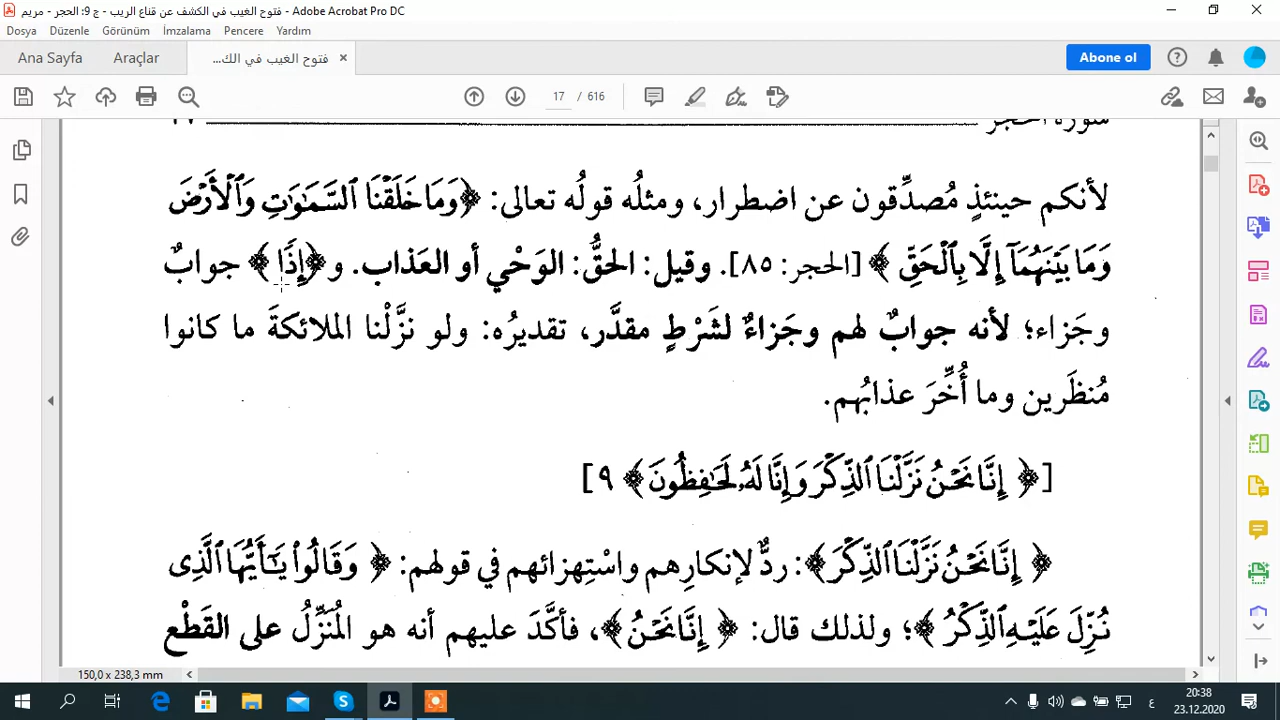 فتوح الغيب في الكشف عن قناع الريب - ج 9: الحجر - مريم - Adobe Acrobat Pro DC
Dosya Düzenle Görünüm İmzalama Pencere Yardım
Ana Sayfa Araçlar فتوح الغيب في الك... × Abone ol
17 / 616
سورة الحجر
لأنكم حينئذٍ مُصدِّقون عن اضطرار، ومثلُه قولُه تعالى: ﴿وَمَا خَلَقْنَا ٱلسَّمَٰوَٰتِ وَٱلْأَرْضَ
وَمَا بَيْنَهُمَآ إِلَّا بِٱلْحَقِّ﴾ [الحجر: ٨٥]. وقيل: الحقُّ: الوَحْي أو العَذاب. و﴿إِذًا﴾ جوابٌ
وجَزاء؛ لأنه جوابٌ لهم وجَزاءٌ لشَرْطٍ مقدَّر، تقديرُه: ولو نزَّلْنا الملائكةَ ما كانوا
مُنظَرين وما أُخِّرَ عذابُهم.
[﴿إِنَّا نَحْنُ نَزَّلْنَا ٱلذِّكْرَ وَإِنَّا لَهُۥ لَحَٰفِظُونَ﴾ ٩]
﴿إِنَّا نَحْنُ نَزَّلْنَا ٱلذِّكْرَ﴾: ردٌّ لإنكارِهم واسْتِهزائهم في قولهم: ﴿وَقَالُوا۟ يَٰٓأَيُّهَا ٱلَّذِى
نُزِّلَ عَلَيْهِ ٱلذِّكْرُ﴾؛ ولذلك قال: ﴿إِنَّا نَحْنُ﴾، فأكَّدَ عليهم أنه هو المُنَزِّلُ على القَطْع
150,0 x 238,3 mm
ع 20:38
23.12.2020